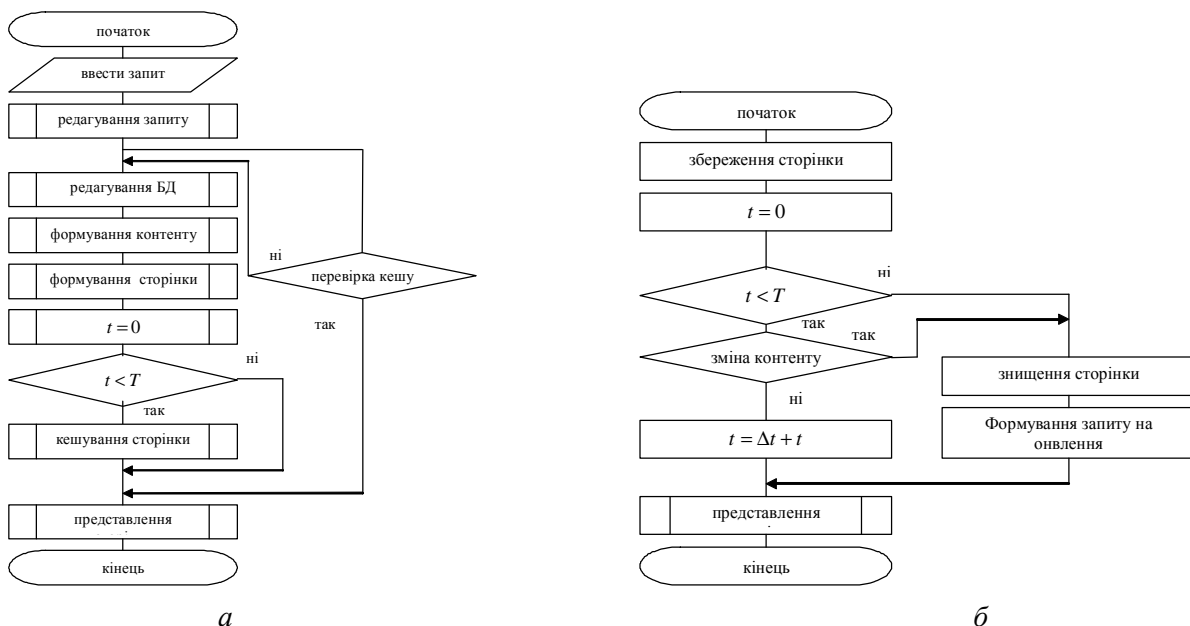 початок
ввести запит
редагування запиту
редагування БД
формування контенту
формування сторінки
t = 0
ні
t < T
так
кешування сторінки
представлення
кінець
ні
перевірка кешу
так
а
початок
збереження сторінки
t = 0
ні
t < T
так
так
зміна контенту
ні
знищення сторінки
t = Δt + t
Формування запиту на
онвлення
представлення
кінець
б